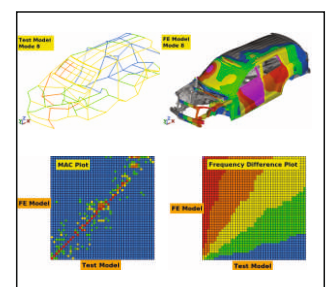 Test Model
Mode 8
FE Model
Mode 8
MAC Plot
FE Model
Test Model
Frequency Difference Plot
FE Model
Test Model